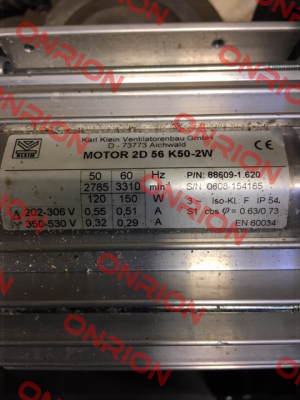 ONRION
KLEIN
Karl Klein Ventilatorenbau GmbH
D - 73773 Aichwald
CE
MOTOR 2D 56 K50-2W
50 60 Hz P/N: 88609-1.620
2785 3310 min⁻¹ S/N 0608-154165
120 150 W 3 ~ Iso-Kl.: F IP 54
Δ 202-306 V 0,55 0,51 A S1 cos φ = 0.63/0.73
350-530 V 0,32 0,29 A EN 60034